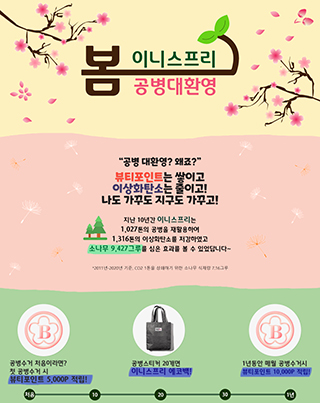 봄 이니스프리
공병대환영
“공병 대환영? 왜죠?”
뷰티포인트는 쌓이고
이상화탄소는 줄이고!
나도 가꾸고 지구도 가꾸고!
지난 10년간 이니스프리는
1,027톤의 공병을 재활용하여
1,316톤의 이상화탄소를 저감하였고
소나무 9,427그루를 심은 효과를 볼 수 있었답니다~
B
B
공병수거 처음이라면?
첫 공병수거 시
뷰티포인트 5,000P 적립!
공병스티커 20개면
이니스프리 에코백!
1년동안 매월 공병수거시
뷰티포인트 10,000P 적립!
처음
10
20
30
1년